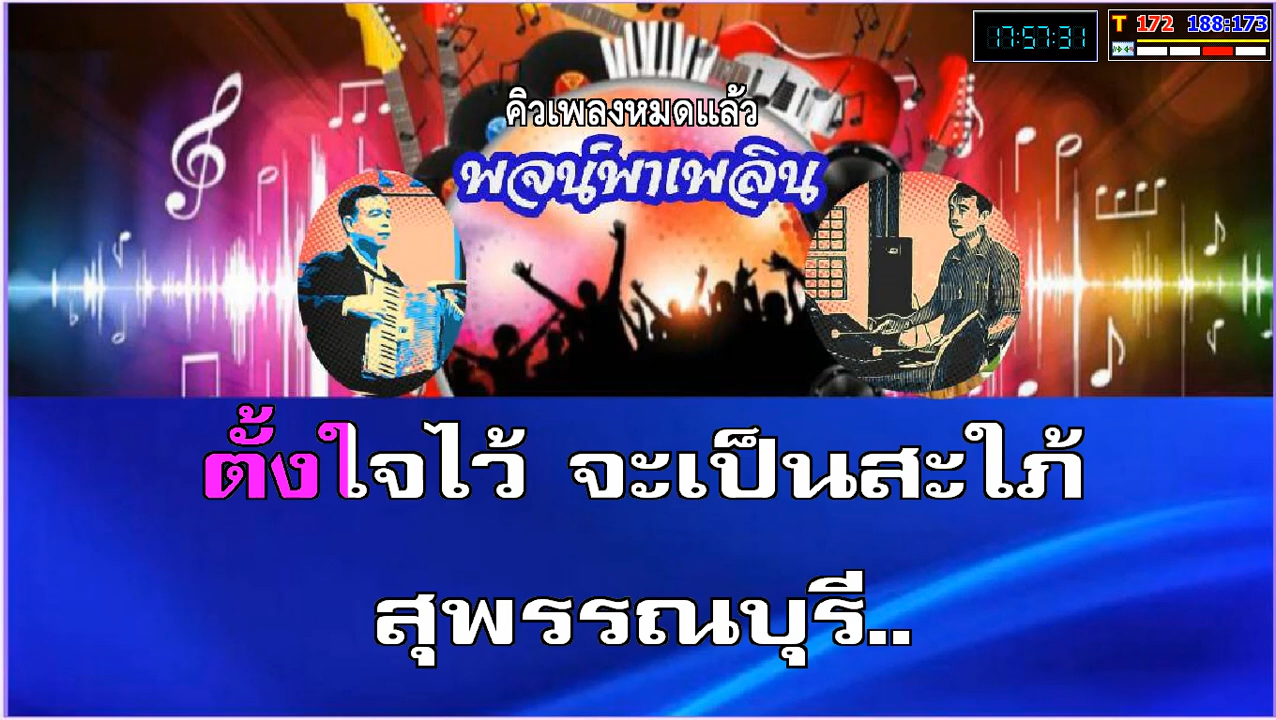 17:57:31
T 172 188:173
คิวเพลงหมดแล้ว
พจน์พาเพลิน
ตั้งใจไว้ จะเป็นสะใภ้
สุพรรณบุรี..